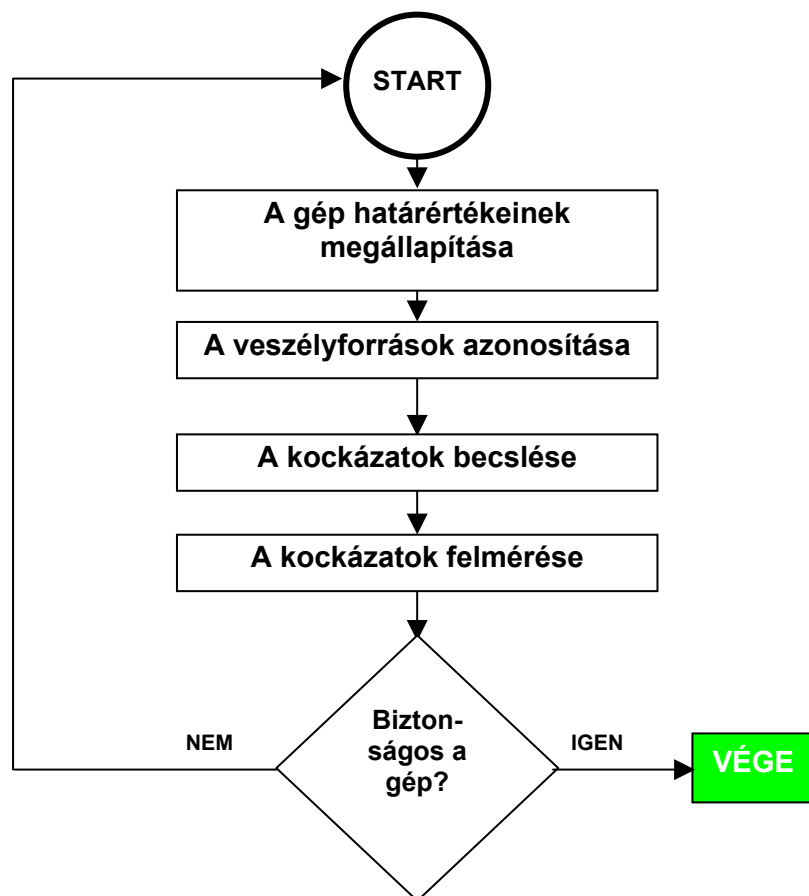 START
A gép határértékeinek
megállapítása
A veszélyforrások azonosítása
A kockázatok becslése
A kockázatok felmérése
Bizton-
ságos a
gép?
NEM
IGEN
VÉGE